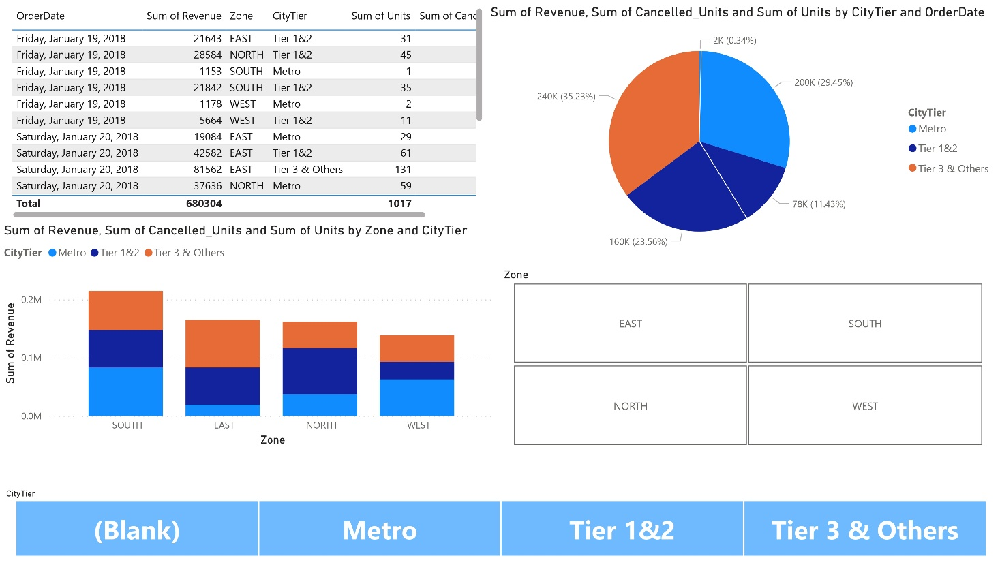 OrderDate Sum of Revenue Zone CityTier Sum of Units Sum of Canc
Friday, January 19, 2018 21643 EAST Tier 1&2 31
Friday, January 19, 2018 28584 NORTH Tier 1&2 45
Friday, January 19, 2018 1153 SOUTH Metro 1
Friday, January 19, 2018 21842 SOUTH Tier 1&2 35
Friday, January 19, 2018 1178 WEST Metro 2
Friday, January 19, 2018 5664 WEST Tier 1&2 11
Saturday, January 20, 2018 19084 EAST Metro 29
Saturday, January 20, 2018 42582 EAST Tier 1&2 61
Saturday, January 20, 2018 81562 EAST Tier 3 & Others 131
Saturday, January 20, 2018 37636 NORTH Metro 59
Total 680304 1017
Sum of Revenue, Sum of Cancelled_Units and Sum of Units by CityTier and OrderDate
2K (0.34%)
200K (29.45%)
240K (35.23%)
78K (11.43%)
160K (23.56%)
CityTier
Metro
Tier 1&2
Tier 3 & Others
Sum of Revenue, Sum of Cancelled_Units and Sum of Units by Zone and CityTier
CityTier Metro Tier 1&2 Tier 3 & Others
Sum of Revenue
0.2M
0.1M
0.0M
SOUTH EAST NORTH WEST
Zone
Zone
EAST SOUTH
NORTH WEST
CityTier
(Blank) Metro Tier 1&2 Tier 3 & Others